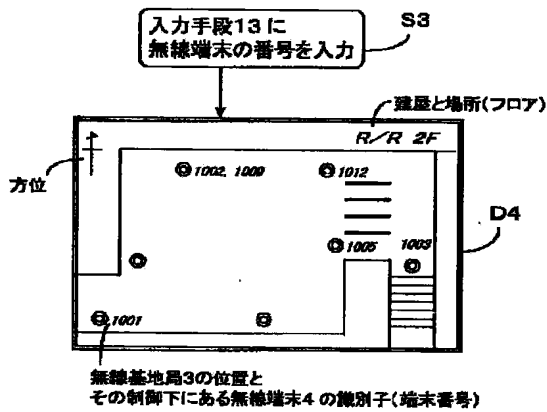 入力手段13に
無線端末の番号を入力
S3
建屋と場所(フロア)
R/R 2F
方位
1002, 1009
1012
D4
1005
1003
1001
無線基地局3の位置と
その制御下にある無線端末4の識別子(端末番号)